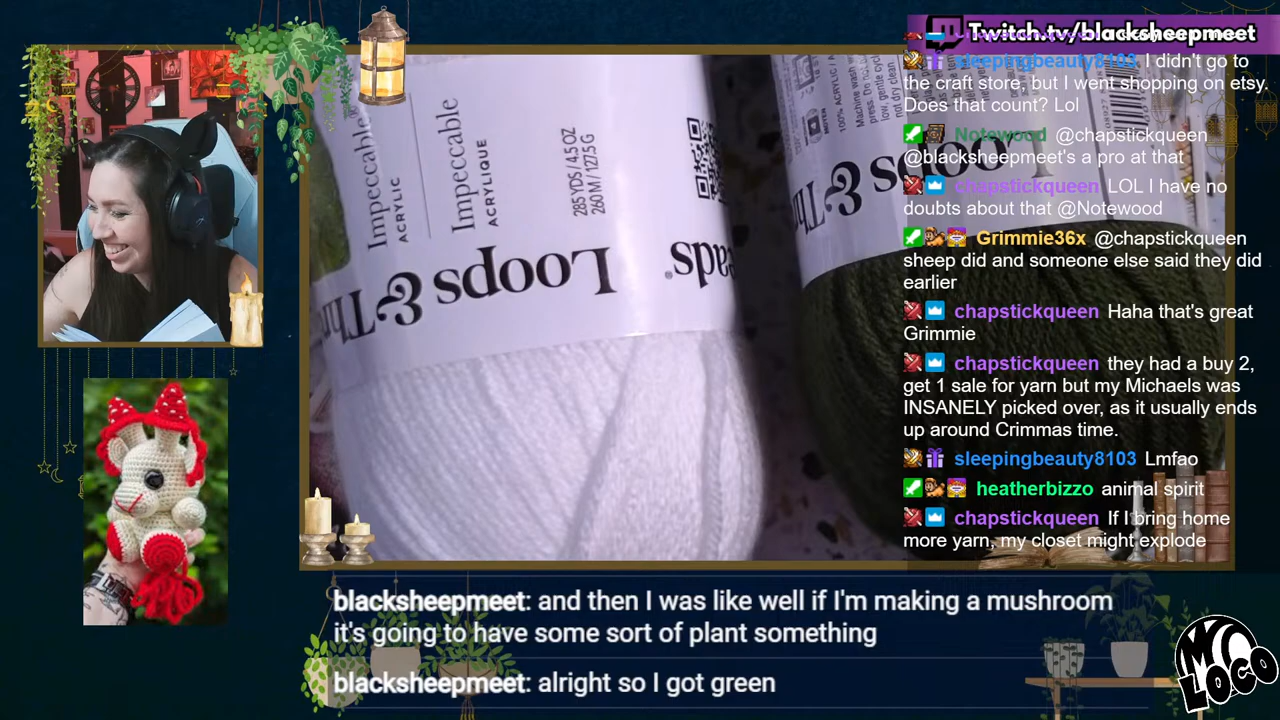 Twitch.tv/blacksheepmeet
sleepingbeauty8103 I didn't go to
the craft store, but I went shopping on etsy.
Does that count? Lol
Notewood @chapstickqueen
@blacksheepmeet's a pro at that
chapstickqueen LOL I have no
doubts about that @Notewood
Grimmie36x @chapstickqueen
sheep did and someone else said they did
earlier
chapstickqueen Haha that's great
Grimmie
chapstickqueen they had a buy 2,
get 1 sale for yarn but my Michaels was
INSANELY picked over, as it usually ends
up around Crimmas time.
sleepingbeauty8103 Lmfao
heatherbizzo animal spirit
chapstickqueen If I bring home
more yarn, my closet might explode
Impeccable
ACRYLIC
Impeccable
ACRYLIQUE
285 YDS / 4.5 OZ
260 M / 127.5 G
Loops &
blacksheepmeet: and then I was like well if I'm making a mushroom
it's going to have some sort of plant something
blacksheepmeet: alright so I got green
MC
LOCO